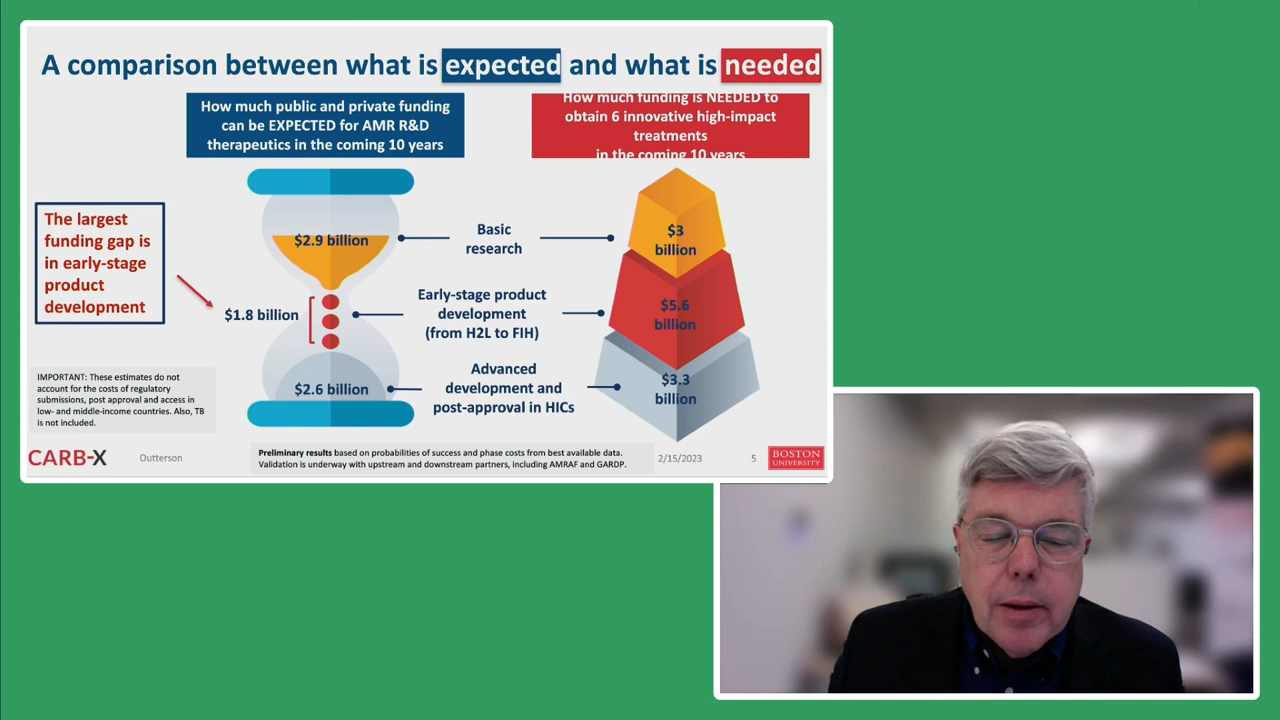 A comparison between what is expected and what is needed
How much public and private funding
can be EXPECTED for AMR R&D
therapeutics in the coming 10 years
How much funding is NEEDED to
obtain 6 innovative high-impact
treatments
in the coming 10 years
The largest
funding gap is
in early-stage
product
development
$2.9 billion
Basic
research
$3
billion
$1.8 billion
Early-stage product
development
(from H2L to FIH)
$5.6
billion
$2.6 billion
Advanced
development and
post-approval in HICs
$3.3
billion
IMPORTANT: These estimates do not
account for the costs of regulatory
submissions, post approval and access in
low- and middle-income countries. Also, TB
is not included.
CARB-X
Outterson
Preliminary results based on probabilities of success and phase costs from best available data.
Validation is underway with upstream and downstream partners, including AMRAF and GARDP.
2/15/2023
5
BOSTON
UNIVERSITY